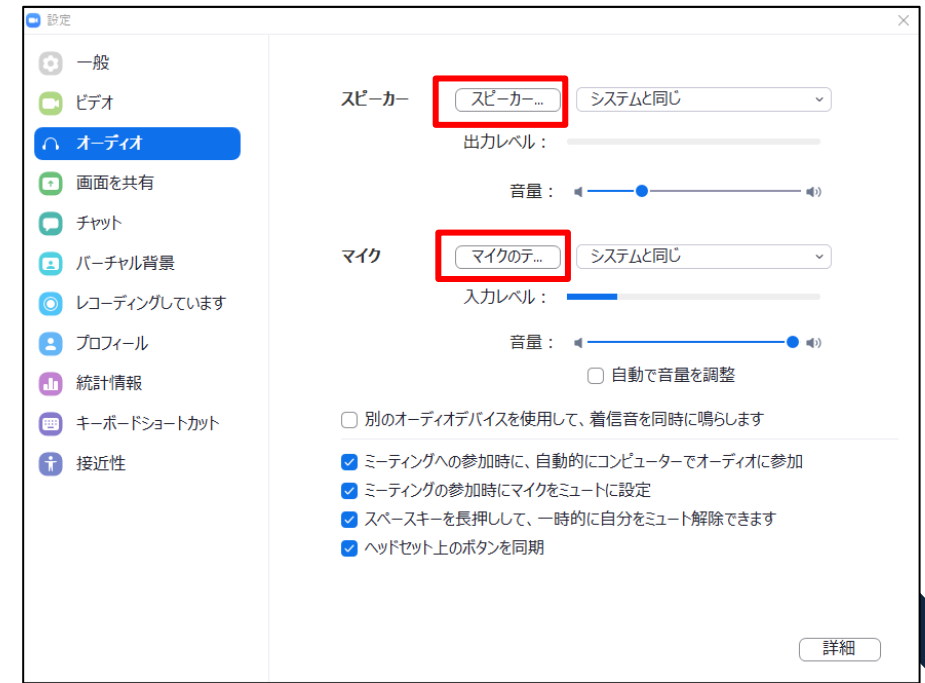 設定
一般
ビデオ
オーディオ
画面を共有
チャット
バーチャル背景
レコーディングしています
プロフィール
統計情報
キーボードショートカット
接近性
スピーカー スピーカー... システムと同じ
出力レベル：
音量：
マイク マイクのテ... システムと同じ
入力レベル：
音量：
自動で音量を調整
別のオーディオデバイスを使用して、着信音を同時に鳴らします
ミーティングへの参加時に、自動的にコンピューターでオーディオに参加
ミーティングの参加時にマイクをミュートに設定
スペースキーを長押しして、一時的に自分をミュート解除できます
ヘッドセット上のボタンを同期
詳細